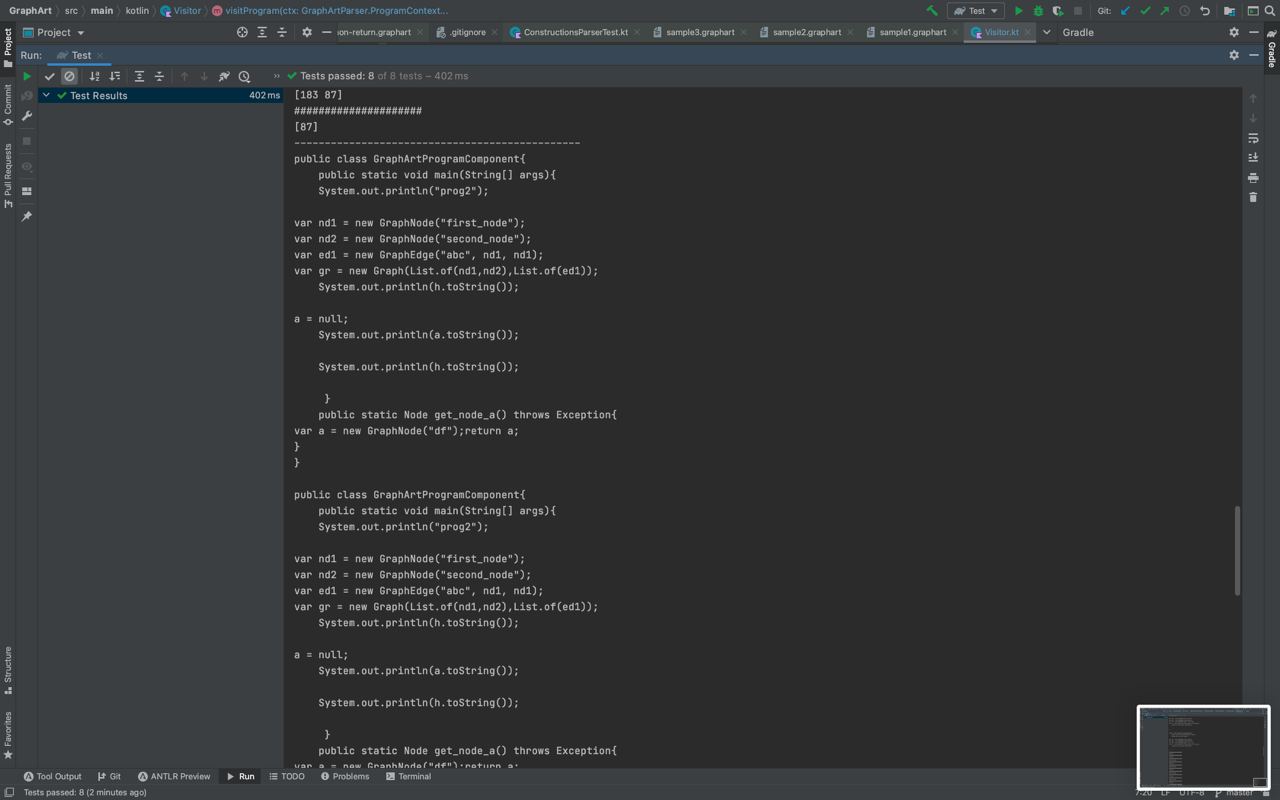 GraphArt src main kotlin Visitor visitProgram(ctx: GraphArtParser.ProgramContext... Test Git:
Project Project on-return.graphart .gitignore ConstructionsParserTest.kt sample3.graphart sample2.graphart sample1.graphart Visitor.kt Gradle
Run: Test Gradle
Tests passed: 8 of 8 tests – 402 ms
Test Results 402 ms
[183 87]
#####################
[87]
-----------------------------------------------
public class GraphArtProgramComponent{
public static void main(String[] args){
System.out.println("prog2");
var nd1 = new GraphNode("first_node");
var nd2 = new GraphNode("second_node");
var ed1 = new GraphEdge("abc", nd1, nd1);
var gr = new Graph(List.of(nd1,nd2),List.of(ed1));
System.out.println(h.toString());
a = null;
System.out.println(a.toString());
System.out.println(h.toString());
}
public static Node get_node_a() throws Exception{
var a = new GraphNode("df");return a;
}
}
public class GraphArtProgramComponent{
public static void main(String[] args){
System.out.println("prog2");
var nd1 = new GraphNode("first_node");
var nd2 = new GraphNode("second_node");
var ed1 = new GraphEdge("abc", nd1, nd1);
var gr = new Graph(List.of(nd1,nd2),List.of(ed1));
System.out.println(h.toString());
a = null;
System.out.println(a.toString());
System.out.println(h.toString());
}
public static Node get_node_a() throws Exception{
var a = new GraphNode("df");return a;
Commit
Pull Requests
Structure
Favorites
Tool Output Git ANTLR Preview Run TODO Problems Terminal
Tests passed: 8 (2 minutes ago) 7:20 LF UTF-8 master